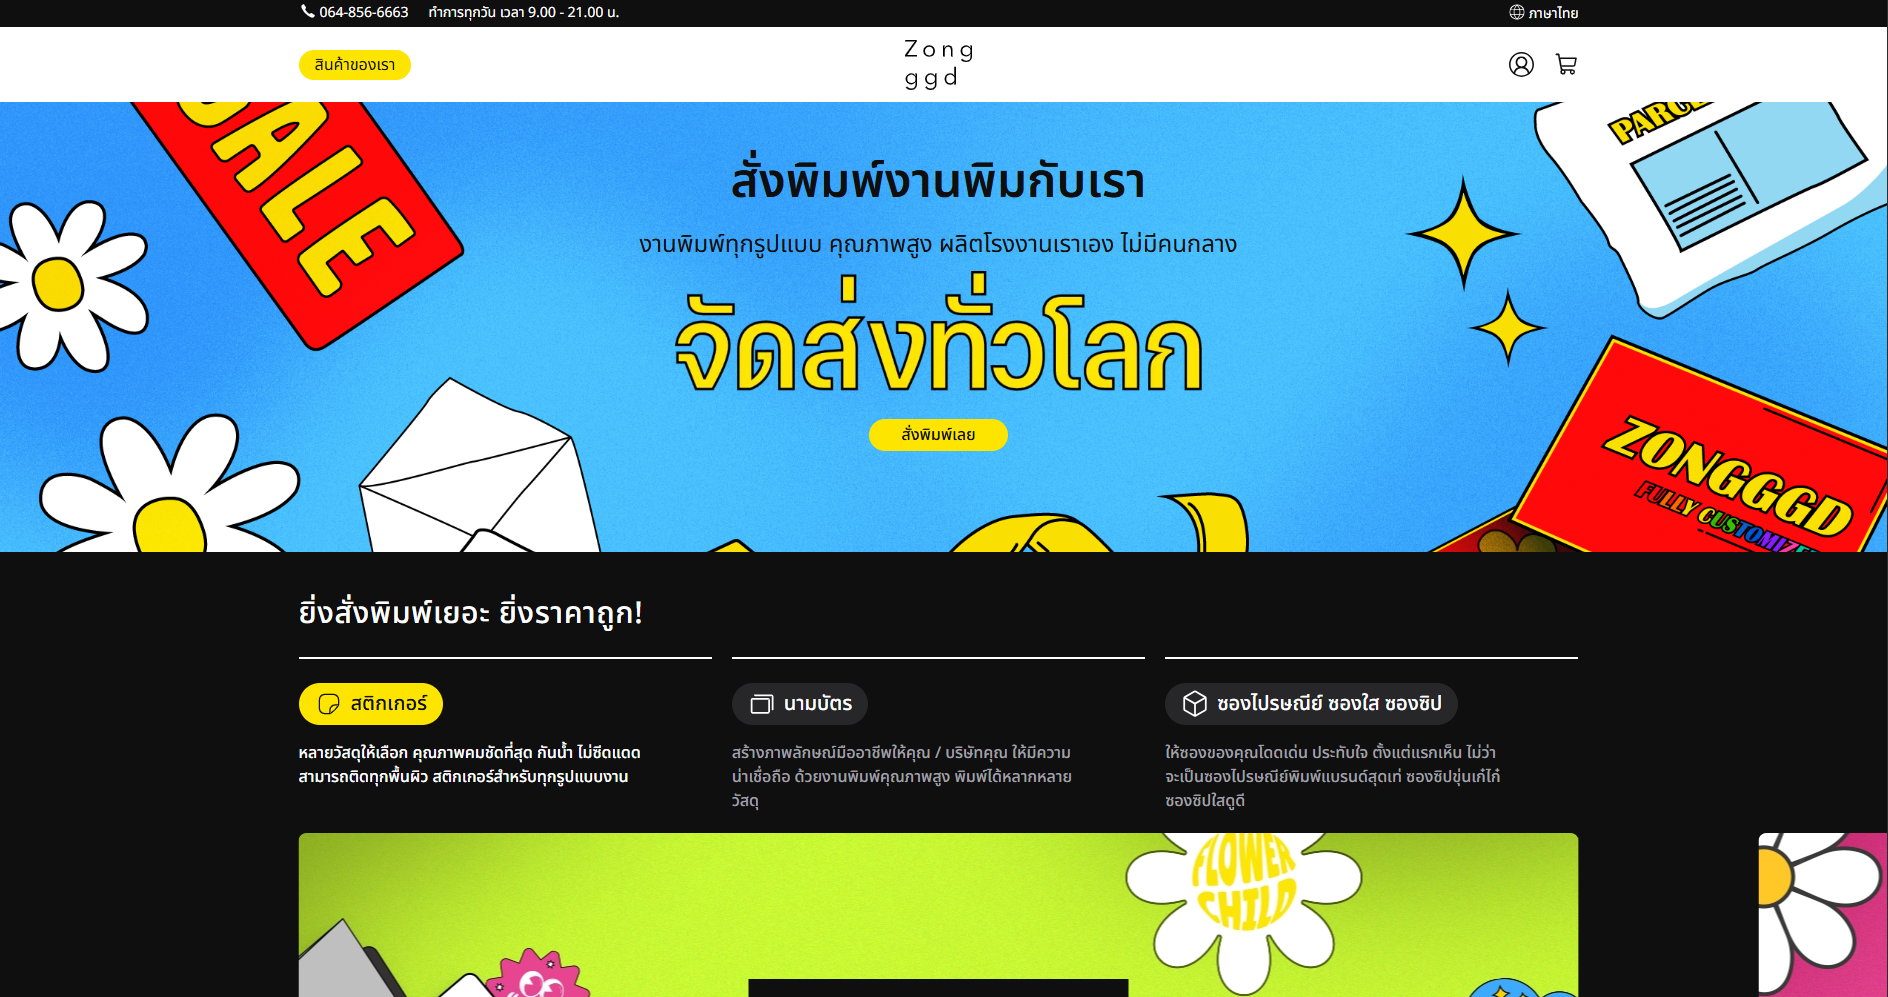 064-856-6663 ทำการทุกวัน เวลา 9.00 - 21.00 น. ภาษาไทย
สินค้าของเรา
Zong
ggd
SALE
สั่งพิมพ์งานพิมกับเรา
งานพิมพ์ทุกรูปแบบ คุณภาพสูง ผลิตโรงงานเราเอง ไม่มีคนกลาง
จัดส่งทั่วโลก
สั่งพิมพ์เลย
ZONGGGD
FULLY CUSTOMIZE
ยิ่งสั่งพิมพ์เยอะ ยิ่งราคาถูก!
สติกเกอร์
หลายวัสดุให้เลือก คุณภาพคมชัดที่สุด กันน้ำ ไม่ซีดแดด
สามารถติดทุกพื้นผิว สติกเกอร์สำหรับทุกรูปแบบงาน
นามบัตร
สร้างภาพลักษณ์มืออาชีพให้คุณ / บริษัทคุณ ให้มีความ
น่าเชื่อถือ ด้วยงานพิมพ์คุณภาพสูง พิมพ์ได้หลากหลาย
วัสดุ
ซองไปรษณีย์ ซองใส ซองซิป
ให้ซองของคุณโดดเด่น ประทับใจ ตั้งแต่แรกเห็น ไม่ว่า
จะเป็นซองไปรษณีย์พิมพ์แบรนด์สุดเท่ ซองซิปขุ่นเก๋ไก๋
ซองซิปใสดูดี
FLOWER
CHILD